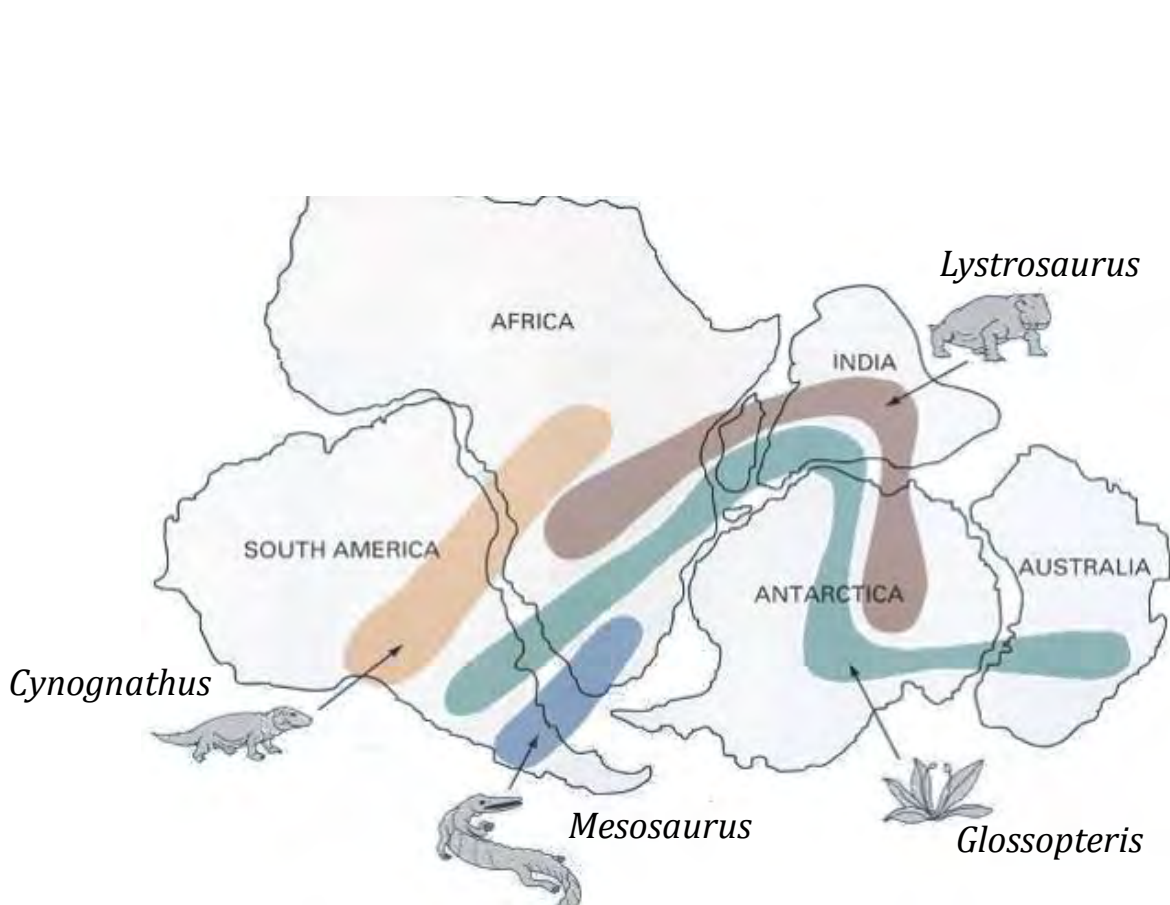 Lystrosaurus
AFRICA
INDIA
SOUTH AMERICA
AUSTRALIA
ANTARCTICA
Cynognathus
Mesosaurus
Glossopteris